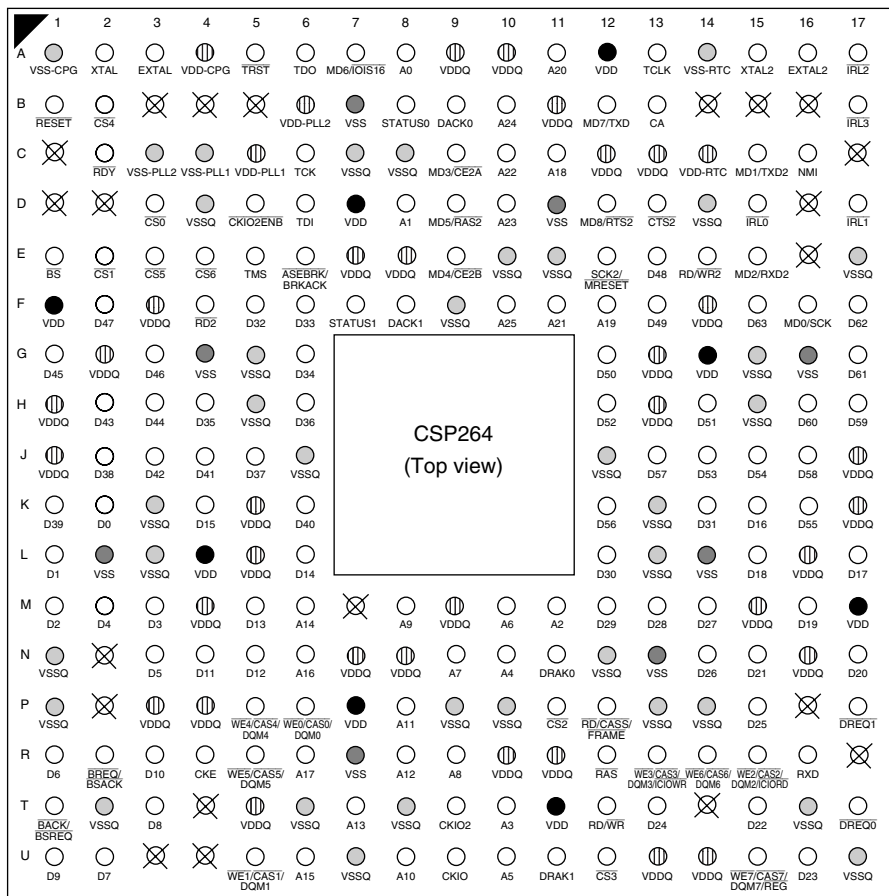 1 2 3 4 5 6 7 8 9 10 11 12 13 14 15 16 17
A
VSS-CPG XTAL EXTAL VDD-CPG TRST TDO MD6/IOIS16 A0 VDDQ VDDQ A20 VDD TCLK VSS-RTC XTAL2 EXTAL2 IRL2
B
RESET CS4 VDD-PLL2 VSS STATUS0 DACK0 A24 VDDQ MD7/TXD CA IRL3
C
RDY VSS-PLL2 VSS-PLL1 VDD-PLL1 TCK VSSQ VSSQ MD3/CE2A A22 A18 VDDQ VDDQ VDD-RTC MD1/TXD2 NMI
D
CS0 VSSQ CKIO2ENB TDI VDD A1 MD5/RAS2 A23 VSS MD8/RTS2 CTS2 VSSQ IRL0 IRL1
E
BS CS1 CS5 CS6 TMS ASEBRK/ VDDQ VDDQ MD4/CE2B VSSQ VSSQ SCK2/ D48 RD/WR2 MD2/RXD2 VSSQ
BRKACK MRESET
F
VDD D47 VDDQ RD2 D32 D33 STATUS1 DACK1 VSSQ A25 A21 A19 D49 VDDQ D63 MD0/SCK D62
G
D45 VDDQ D46 VSS VSSQ D34 D50 VDDQ VDD VSSQ VSS D61
H
VDDQ D43 D44 D35 VSSQ D36 D52 VDDQ D51 VSSQ D60 D59
CSP264
(Top view)
J
VDDQ D38 D42 D41 D37 VSSQ VSSQ D57 D53 D54 D58 VDDQ
K
D39 D0 VSSQ D15 VDDQ D40 D56 VSSQ D31 D16 D55 VDDQ
L
D1 VSS VSSQ VDD VDDQ D14 D30 VSSQ VSS D18 VDDQ D17
M
D2 D4 D3 VDDQ D13 A14 A9 VDDQ A6 A2 D29 D28 D27 VDDQ D19 VDD
N
VSSQ D5 D11 D12 A16 VDDQ VDDQ A7 A4 DRAK0 VSSQ VSS D26 D21 VDDQ D20
P
VSSQ VDDQ VDDQ WE4/CAS4/ WE0/CAS0/ VDD A11 VSSQ VSSQ CS2 RD/CASS/ VSSQ VSSQ D25 DREQ1
DQM4 DQM0 FRAME
R
D6 BREQ/ D10 CKE WE5/CAS5/ A17 VSS A12 A8 VDDQ VDDQ RAS WE3/CAS3/ WE6/CAS6/ WE2/CAS2/ RXD
BSACK DQM5 DQM3/ICIOWR DQM6 DQM2/ICIORD
T
BACK/ VSSQ D8 VDDQ VSSQ A13 VSSQ CKIO2 A3 VDD RD/WR D24 D22 VSSQ DREQ0
BSREQ
U
D9 D7 WE1/CAS1/ A15 VSSQ A10 CKIO A5 DRAK1 CS3 VDDQ VDDQ WE7/CAS7/ D23 VSSQ
DQM1 DQM7/REG